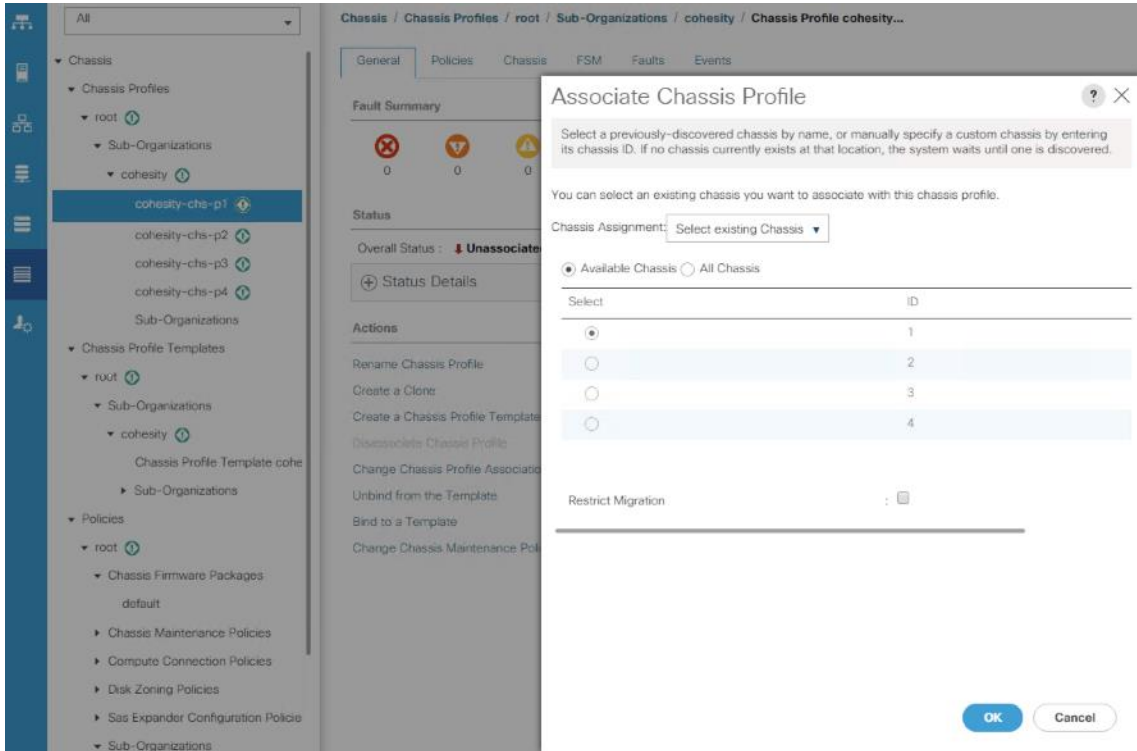 All
Chassis
Chassis Profiles
root
Sub-Organizations
cohesity
cohesity-chs-p1
cohesity-chs-p2
cohesity-chs-p3
cohesity-chs-p4
Sub-Organizations
Chassis Profile Templates
root
Sub-Organizations
cohesity
Chassis Profile Template cohe
Sub-Organizations
Policies
root
Chassis Firmware Packages
default
Chassis Maintenance Policies
Compute Connection Policies
Disk Zoning Policies
Sas Expander Configuration Policie
Sub-Organizations
Chassis / Chassis Profiles / root / Sub-Organizations / cohesity / Chassis Profile cohesity...
General Policies Chassis FSM Faults Events
Fault Summary
0 0 0
Status
Overall Status : Unassociate
Status Details
Actions
Rename Chassis Profile
Create a Clone
Create a Chassis Profile Template
Disassociate Chassis Profile
Change Chassis Profile Associatio
Unbind from the Template
Bind to a Template
Change Chassis Maintenance Poli
Associate Chassis Profile ?
Select a previously-discovered chassis by name, or manually specify a custom chassis by entering
its chassis ID. If no chassis currently exists at that location, the system waits until one is discovered.
You can select an existing chassis you want to associate with this chassis profile.
Chassis Assignment: Select existing Chassis
Available Chassis All Chassis
Select ID
1
2
3
4
Restrict Migration :
OK Cancel